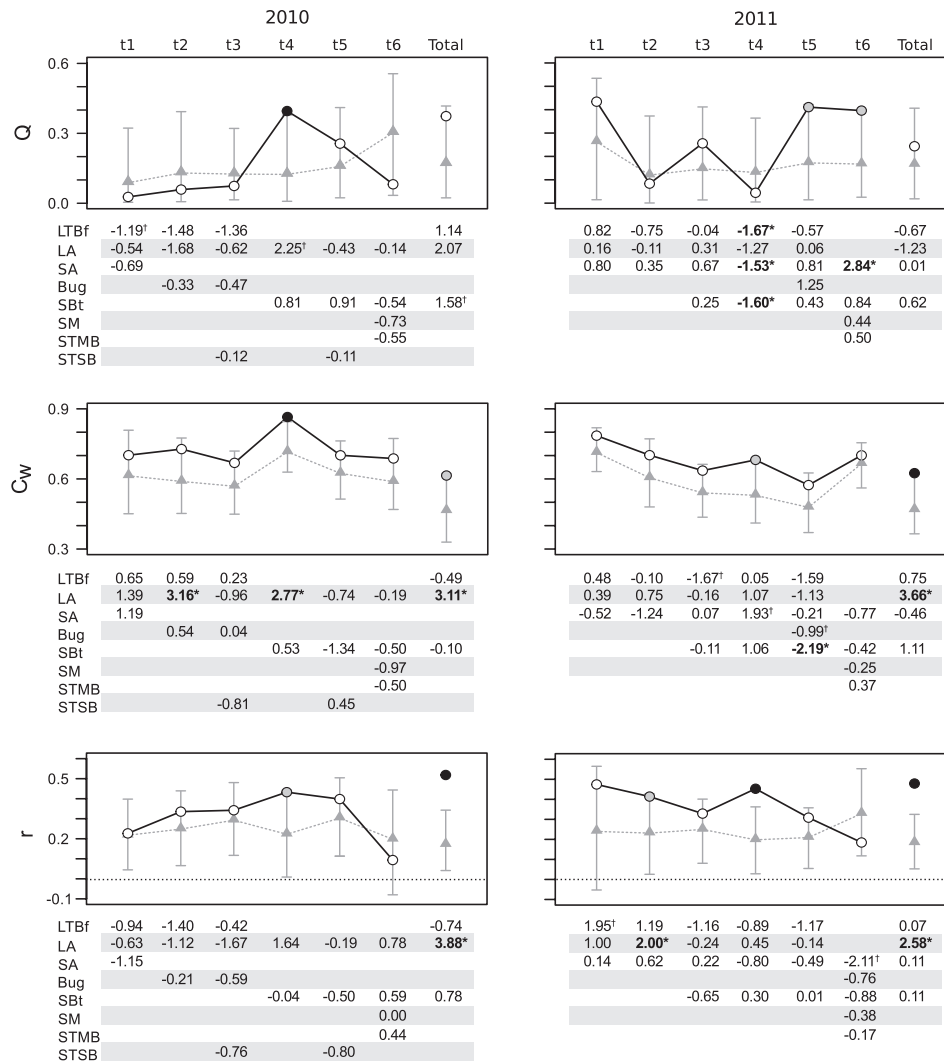 2010 2011
t1 t2 t3 t4 t5 t6 Total t1 t2 t3 t4 t5 t6 Total
Q
0.6
0.3
0.0
LTBf -1.19† -1.48 -1.36 1.14 0.82 -0.75 -0.04 -1.67* -0.57 -0.67
LA -0.54 -1.68 -0.62 2.25† -0.43 -0.14 2.07 0.16 -0.11 0.31 -1.27 0.06 -1.23
SA -0.69 0.80 0.35 0.67 -1.53* 0.81 2.84* 0.01
Bug -0.33 -0.47 1.25
SBt 0.81 0.91 -0.54 1.58† 0.25 -1.60* 0.43 0.84 0.62
SM -0.73 0.44
STMB -0.55 0.50
STSB -0.12 -0.11
Cw
0.9
0.6
0.3
LTBf 0.65 0.59 0.23 -0.49 0.48 -0.10 -1.67† 0.05 -1.59 0.75
LA 1.39 3.16* -0.96 2.77* -0.74 -0.19 3.11* 0.39 0.75 -0.16 1.07 -1.13 3.66*
SA 1.19 -0.52 -1.24 0.07 1.93† -0.21 -0.77 -0.46
Bug 0.54 0.04 -0.99†
SBt 0.53 -1.34 -0.50 -0.10 -0.11 1.06 -2.19* -0.42 1.11
SM -0.97 -0.25
STMB -0.50 0.37
STSB -0.81 0.45
r
0.5
0.2
-0.1
LTBf -0.94 -1.40 -0.42 -0.74 1.95† 1.19 -1.16 -0.89 -1.17 0.07
LA -0.63 -1.12 -1.67 1.64 -0.19 0.78 3.88* 1.00 2.00* -0.24 0.45 -0.14 2.58*
SA -1.15 0.14 0.62 0.22 -0.80 -0.49 -2.11† 0.11
Bug -0.21 -0.59 -0.76
SBt -0.04 -0.50 0.59 0.78 -0.65 0.30 0.01 -0.88 0.11
SM 0.00 -0.38
STMB 0.44 -0.17
STSB -0.76 -0.80